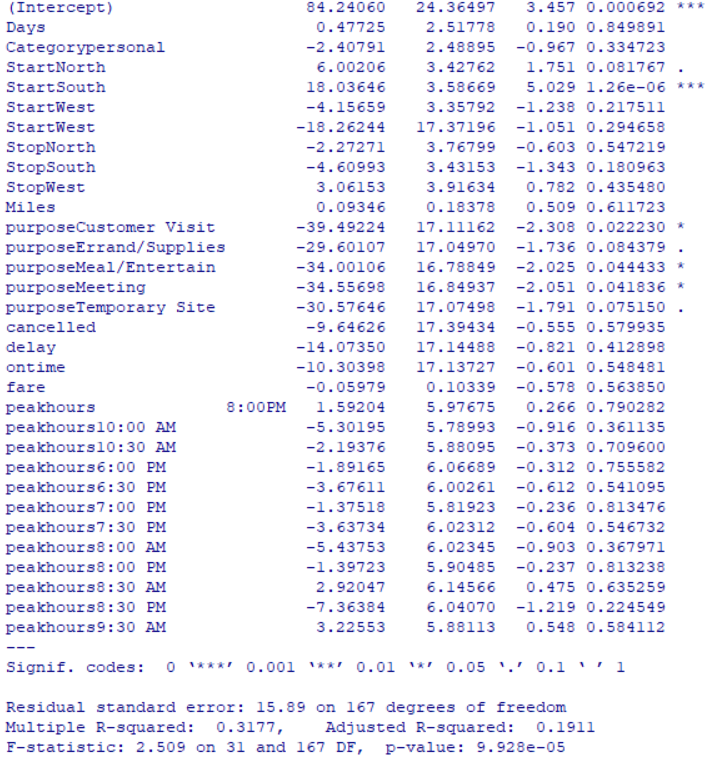 (Intercept) 84.24060 24.36497 3.457 0.000692 ***
Days 0.47725 2.51778 0.190 0.849891
Categorypersonal -2.40791 2.48895 -0.967 0.334723
StartNorth 6.00206 3.42762 1.751 0.081767 .
StartSouth 18.03646 3.58669 5.029 1.26e-06 ***
StartWest -4.15659 3.35792 -1.238 0.217511
StartWest -18.26244 17.37196 -1.051 0.294658
StopNorth -2.27271 3.76799 -0.603 0.547219
StopSouth -4.60993 3.43153 -1.343 0.180963
StopWest 3.06153 3.91634 0.782 0.435480
Miles 0.09346 0.18378 0.509 0.611723
purposeCustomer Visit -39.49224 17.11162 -2.308 0.022230 *
purposeErrand/Supplies -29.60107 17.04970 -1.736 0.084379 .
purposeMeal/Entertain -34.00106 16.78849 -2.025 0.044433 *
purposeMeeting -34.55698 16.84937 -2.051 0.041836 *
purposeTemporary Site -30.57646 17.07498 -1.791 0.075150 .
cancelled -9.64626 17.39434 -0.555 0.579935
delay -14.07350 17.14488 -0.821 0.412898
ontime -10.30398 17.13727 -0.601 0.548481
fare -0.05979 0.10339 -0.578 0.563850
peakhours 8:00PM 1.59204 5.97675 0.266 0.790282
peakhours10:00 AM -5.30195 5.78993 -0.916 0.361135
peakhours10:30 AM -2.19376 5.88095 -0.373 0.709600
peakhours6:00 PM -1.89165 6.06689 -0.312 0.755582
peakhours6:30 PM -3.67611 6.00261 -0.612 0.541095
peakhours7:00 PM -1.37518 5.81923 -0.236 0.813476
peakhours7:30 PM -3.63734 6.02312 -0.604 0.546732
peakhours8:00 AM -5.43753 6.02345 -0.903 0.367971
peakhours8:00 PM -1.39723 5.90485 -0.237 0.813238
peakhours8:30 AM 2.92047 6.14566 0.475 0.635259
peakhours8:30 PM -7.36384 6.04070 -1.219 0.224549
peakhours9:30 AM 3.22553 5.88113 0.548 0.584112
---
Signif. codes: 0 ‘***’ 0.001 ‘**’ 0.01 ‘*’ 0.05 ‘.’ 0.1 ‘ ’ 1
Residual standard error: 15.89 on 167 degrees of freedom
Multiple R-squared: 0.3177, Adjusted R-squared: 0.1911
F-statistic: 2.509 on 31 and 167 DF, p-value: 9.928e-05